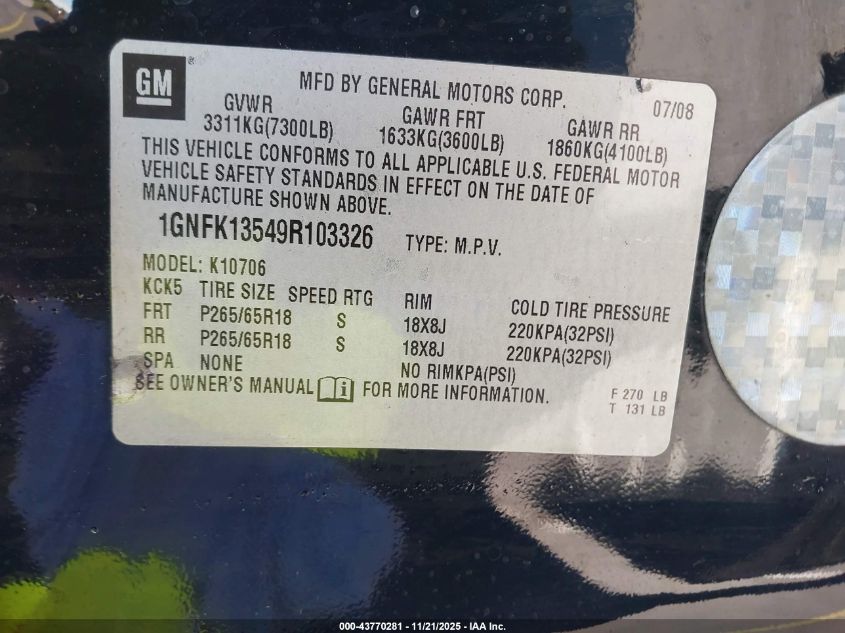 GM
MFD BY GENERAL MOTORS CORP.
07/08
GVWR GAWR FRT GAWR RR
3311KG(7300LB) 1633KG(3600LB) 1860KG(4100LB)
THIS VEHICLE CONFORMS TO ALL APPLICABLE U.S. FEDERAL MOTOR
VEHICLE SAFETY STANDARDS IN EFFECT ON THE DATE OF
MANUFACTURE SHOWN ABOVE.
1GNFK13549R103326 TYPE: M.P.V.
MODEL: K10706
KCK5 TIRE SIZE SPEED RTG RIM COLD TIRE PRESSURE
FRT P265/65R18 S 18X8J 220KPA(32PSI)
RR P265/65R18 S 18X8J 220KPA(32PSI)
SPA NONE NO RIMKPA(PSI)
SEE OWNER'S MANUAL i FOR MORE INFORMATION.
F 270 LB
T 131 LB
000-43770281 - 11/21/2025 - IAA Inc.